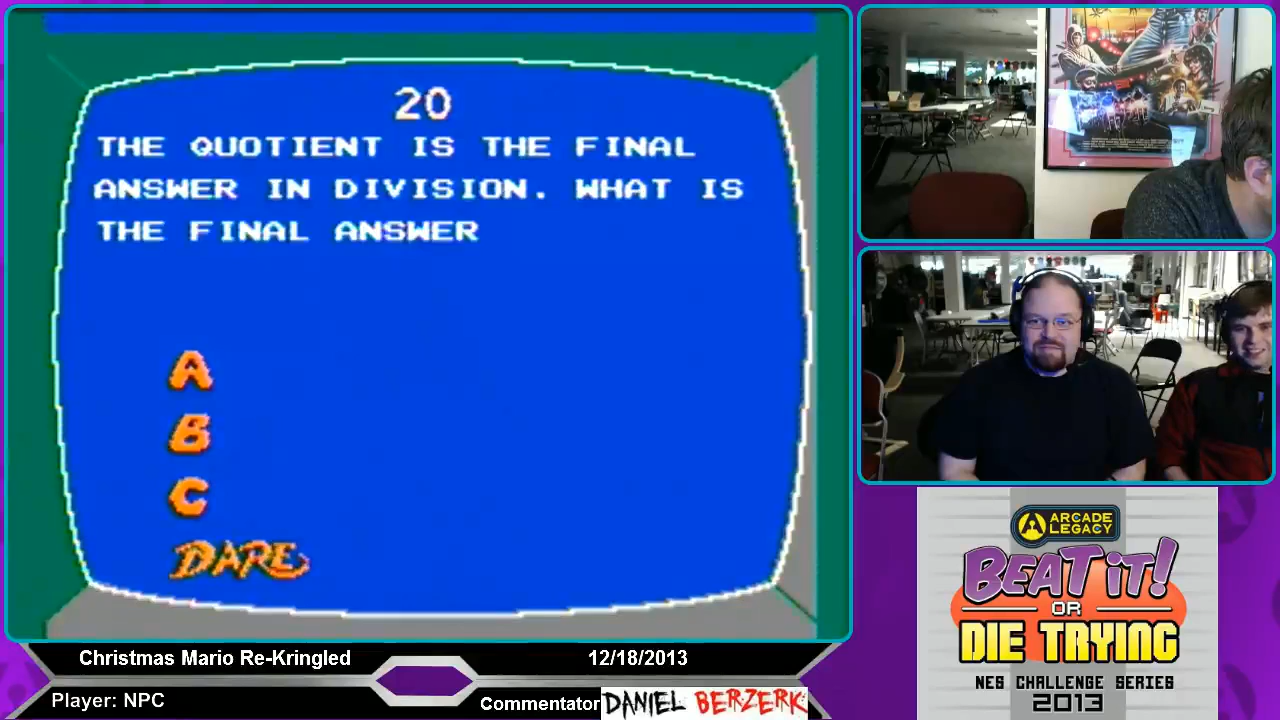 20
THE QUOTIENT IS THE FINAL
ANSWER IN DIVISION. WHAT IS
THE FINAL ANSWER
A
B
C
DARE
Christmas Mario Re-Kringled
12/18/2013
Player: NPC
Commentator
DANIEL BERZERK
ARCADE
LEGACY
BEAT iT!
OR
DIE TRYING
NES CHALLENGE SERIES
2013